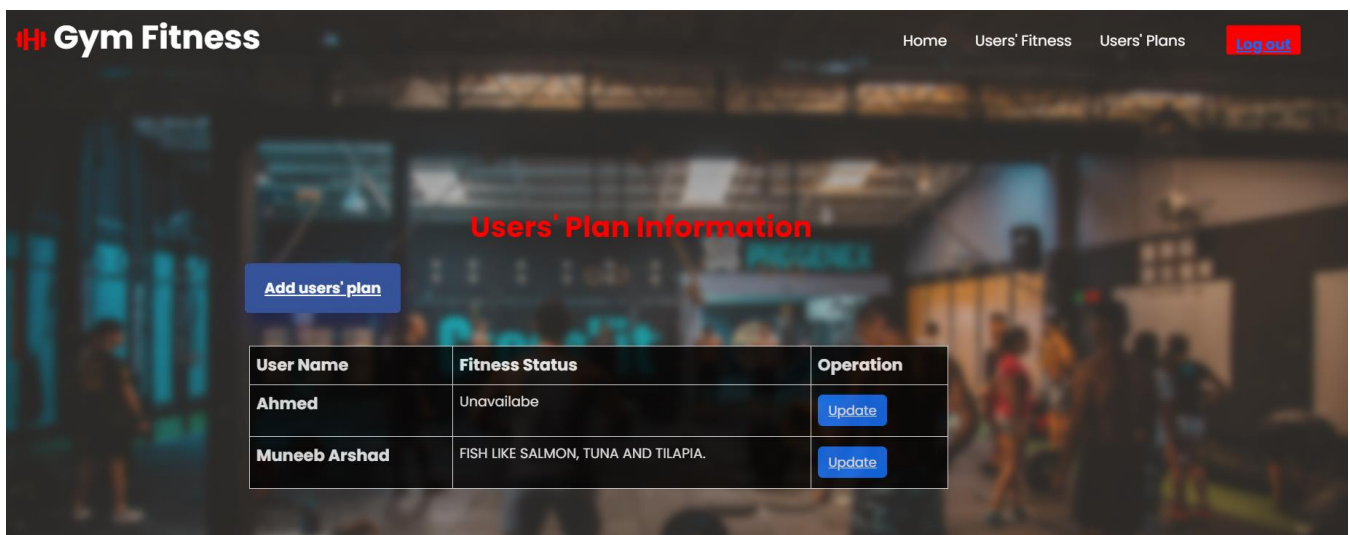 Gym Fitness
Home Users' Fitness Users' Plans Log out
Users' Plan Information
Add users' plan
User Name Fitness Status Operation
Ahmed Unavailabe Update
Muneeb Arshad FISH LIKE SALMON, TUNA AND TILAPIA. Update